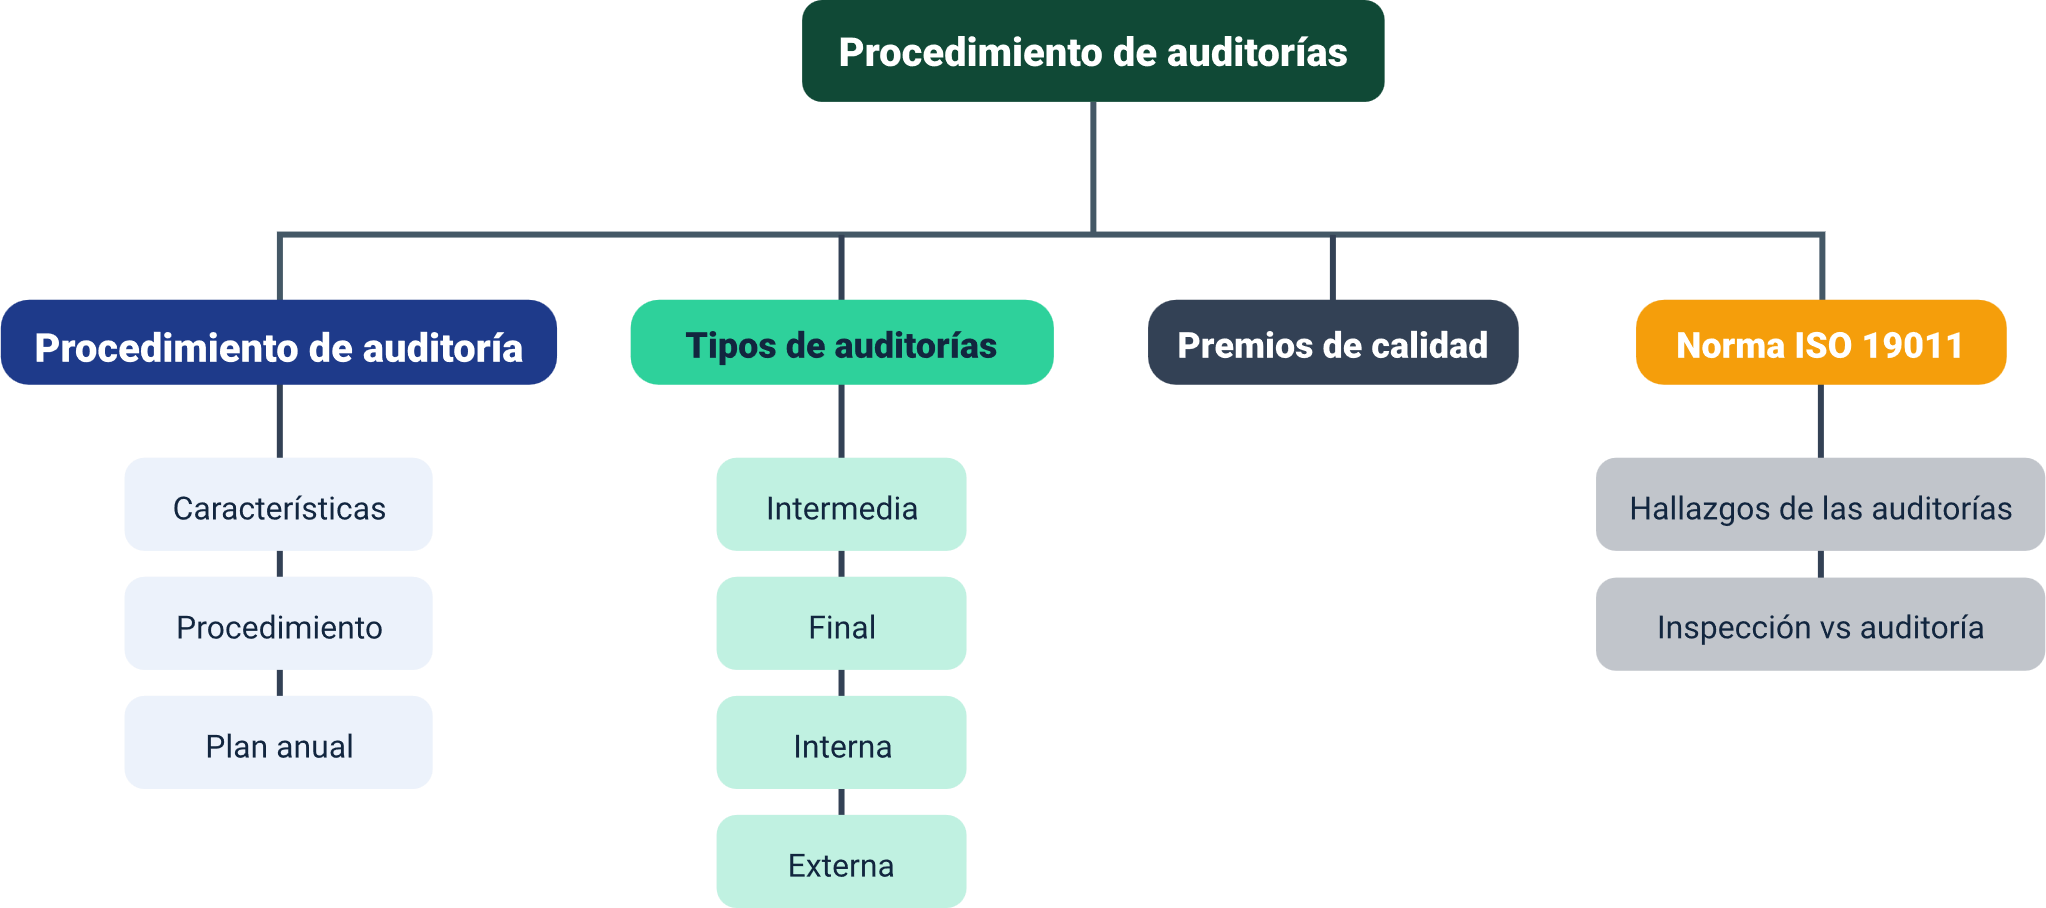 Procedimiento de auditorías
Procedimiento de auditoría
Tipos de auditorías
Premios de calidad
Norma ISO 19011
Características
Procedimiento
Plan anual
Intermedia
Final
Interna
Externa
Hallazgos de las auditorías
Inspección vs auditoría